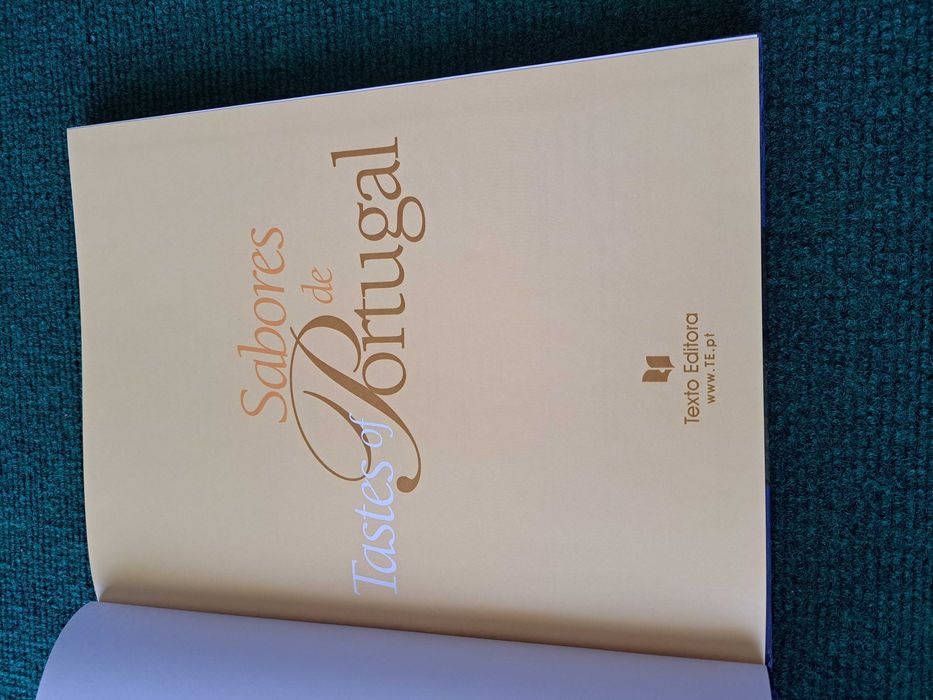 Sabores
de
Portugal
Tastes of
Texto Editora
www.TE.pt